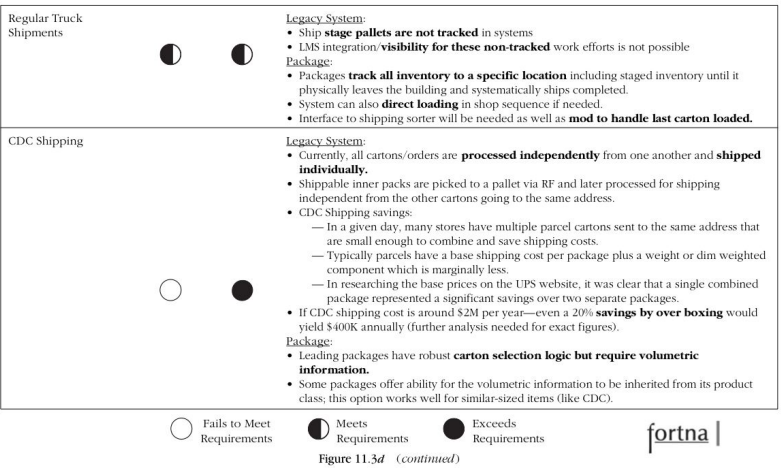 Regular Truck
Shipments
Legacy System:
• Ship stage pallets are not tracked in systems
• LMS integration/visibility for these non-tracked work efforts is not possible
Package:
• Packages track all inventory to a specific location including staged inventory until it
physically leaves the building and systematically ships completed.
• System can also direct loading in shop sequence if needed.
• Interface to shipping sorter will be needed as well as mod to handle last carton loaded.
CDC Shipping
Legacy System:
• Currently, all cartons/orders are processed independently from one another and shipped
individually.
• Shippable inner packs are picked to a pallet via RF and later processed for shipping
independent from the other cartons going to the same address.
• CDC Shipping savings:
— In a given day, many stores have multiple parcel cartons sent to the same address that
are small enough to combine and save shipping costs.
— Typically parcels have a base shipping cost per package plus a weight or dim weighted
component which is marginally less.
— In researching the base prices on the UPS website, it was clear that a single combined
package represented a significant savings over two separate packages.
• If CDC shipping cost is around $2M per year—even a 20% savings by over boxing would
yield $400K annually (further analysis needed for exact figures).
Package:
• Leading packages have robust carton selection logic but require volumetric
information.
• Some packages offer ability for the volumetric information to be inherited from its product
class; this option works well for similar-sized items (like CDC).
Fails to Meet
Requirements
Meets
Requirements
Exceeds
Requirements
fortna
Figure 11.3d (continued)